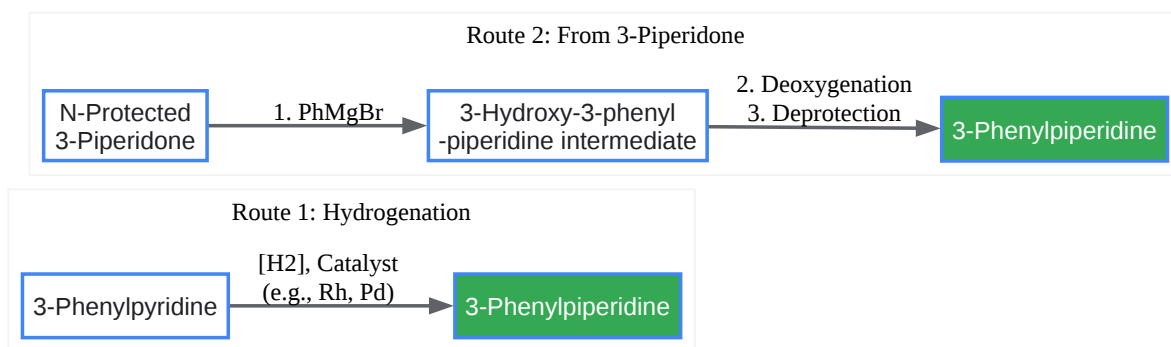 Route 2: From 3-Piperidone
N-Protected
3-Piperidone
1. PhMgBr
3-Hydroxy-3-phenyl
-piperidine intermediate
2. Deoxygenation
3. Deprotection
3-Phenylpiperidine
Route 1: Hydrogenation
3-Phenylpyridine
[H2], Catalyst
(e.g., Rh, Pd)
3-Phenylpiperidine